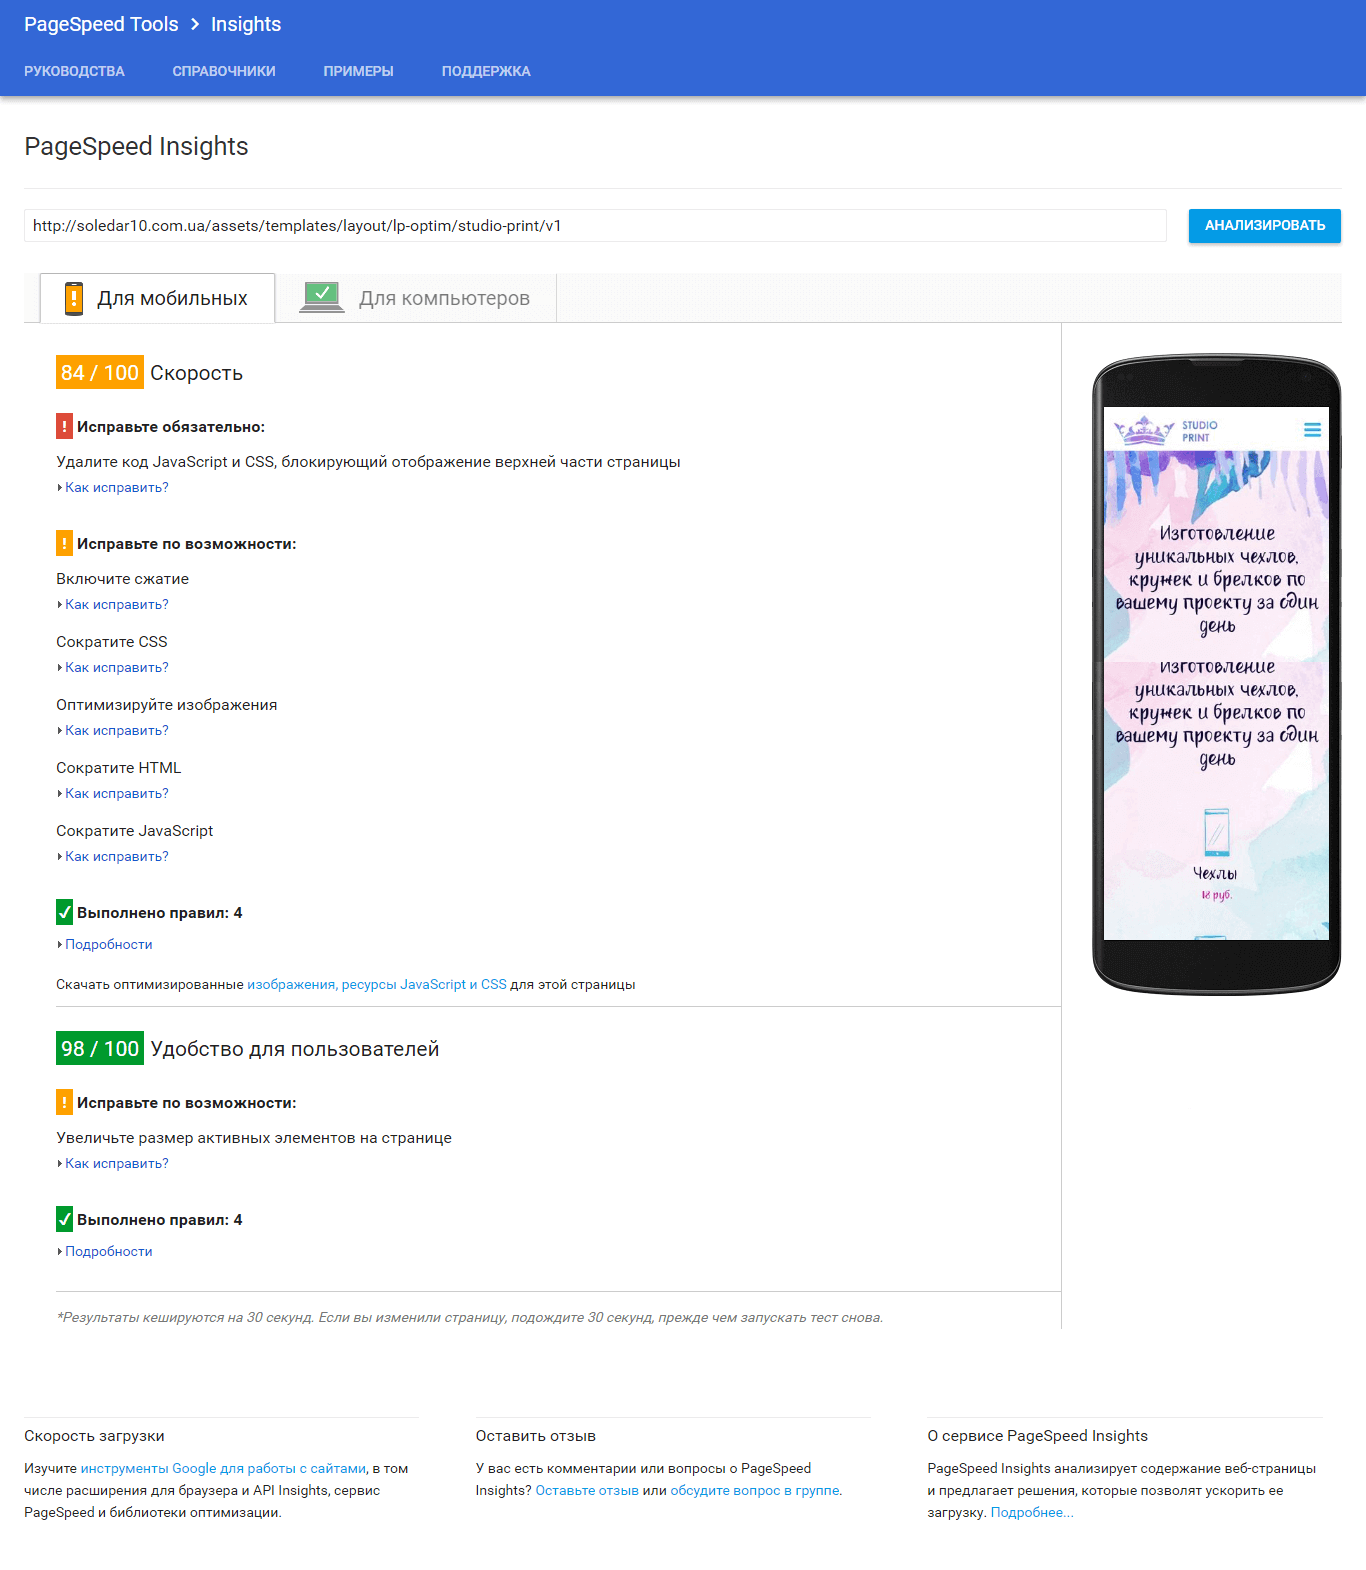 PageSpeed Tools > Insights
РУКОВОДСТВА СПРАВОЧНИКИ ПРИМЕРЫ ПОДДЕРЖКА
PageSpeed Insights
http://soledar10.com.ua/assets/templates/layout/lp-optim/studio-print/v1
АНАЛИЗИРОВАТЬ
Для мобильных
Для компьютеров
84 / 100 Скорость
! Исправьте обязательно:
Удалите код JavaScript и CSS, блокирующий отображение верхней части страницы
Как исправить?
! Исправьте по возможности:
Включите сжатие
Как исправить?
Сократите CSS
Как исправить?
Оптимизируйте изображения
Как исправить?
Сократите HTML
Как исправить?
Сократите JavaScript
Как исправить?
Выполнено правил: 4
Подробности
Скачать оптимизированные изображения, ресурсы JavaScript и CSS для этой страницы
98 / 100 Удобство для пользователей
! Исправьте по возможности:
Увеличьте размер активных элементов на странице
Как исправить?
Выполнено правил: 4
Подробности
*Результаты кешируются на 30 секунд. Если вы изменили страницу, подождите 30 секунд, прежде чем запускать тест снова.
STUDIO
PRINT
Изготовление
уникальных чехлов,
кружек и брелков по
вашему проекту за один
день
Изготовление
уникальных чехлов,
кружек и брелков по
вашему проекту за один
день
Чехлы
18 руб.
Скорость загрузки
Изучите инструменты Google для работы с сайтами, в том
числе расширения для браузера и API Insights, сервис
PageSpeed и библиотеки оптимизации.
Оставить отзыв
У вас есть комментарии или вопросы о PageSpeed
Insights? Оставьте отзыв или обсудите вопрос в группе.
О сервисе PageSpeed Insights
PageSpeed Insights анализирует содержание веб-страницы
и предлагает решения, которые позволят ускорить ее
загрузку. Подробнее...